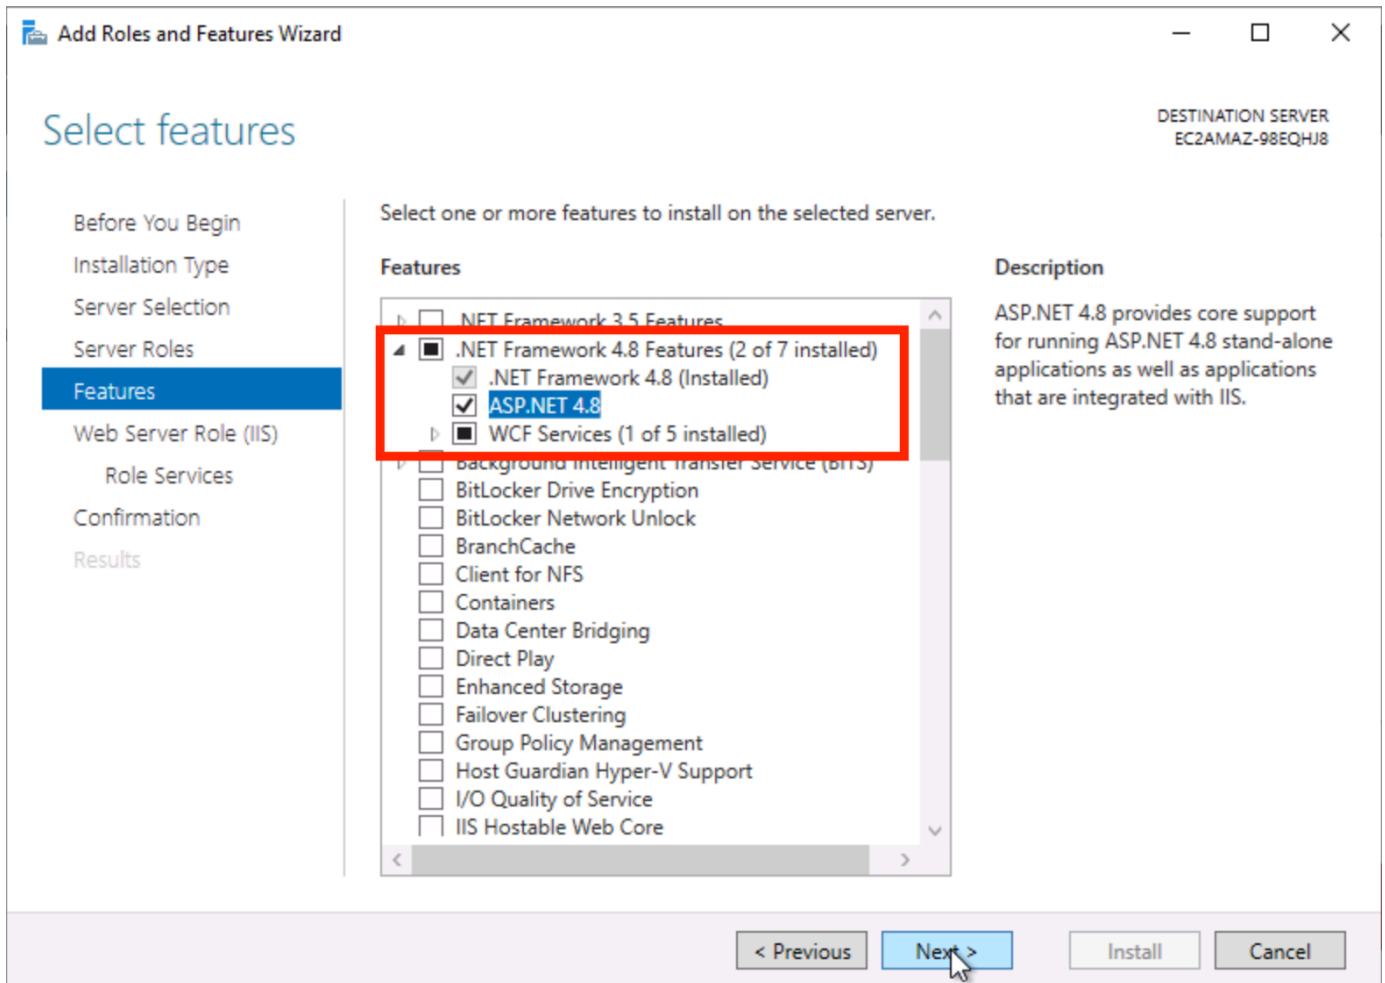 Add Roles and Features Wizard
Select features
DESTINATION SERVER
EC2AMAZ-98EQHJ8
Before You Begin
Installation Type
Server Selection
Server Roles
Features
Web Server Role (IIS)
Role Services
Confirmation
Results
Select one or more features to install on the selected server.
Features
.NET Framework 3.5 Features
.NET Framework 4.8 Features (2 of 7 installed)
.NET Framework 4.8 (Installed)
ASP.NET 4.8
WCF Services (1 of 5 installed)
Background Intelligent Transfer Service (BITS)
BitLocker Drive Encryption
BitLocker Network Unlock
BranchCache
Client for NFS
Containers
Data Center Bridging
Direct Play
Enhanced Storage
Failover Clustering
Group Policy Management
Host Guardian Hyper-V Support
I/O Quality of Service
IIS Hostable Web Core
Description
ASP.NET 4.8 provides core support
for running ASP.NET 4.8 stand-alone
applications as well as applications
that are integrated with IIS.
< Previous
Next >
Install
Cancel